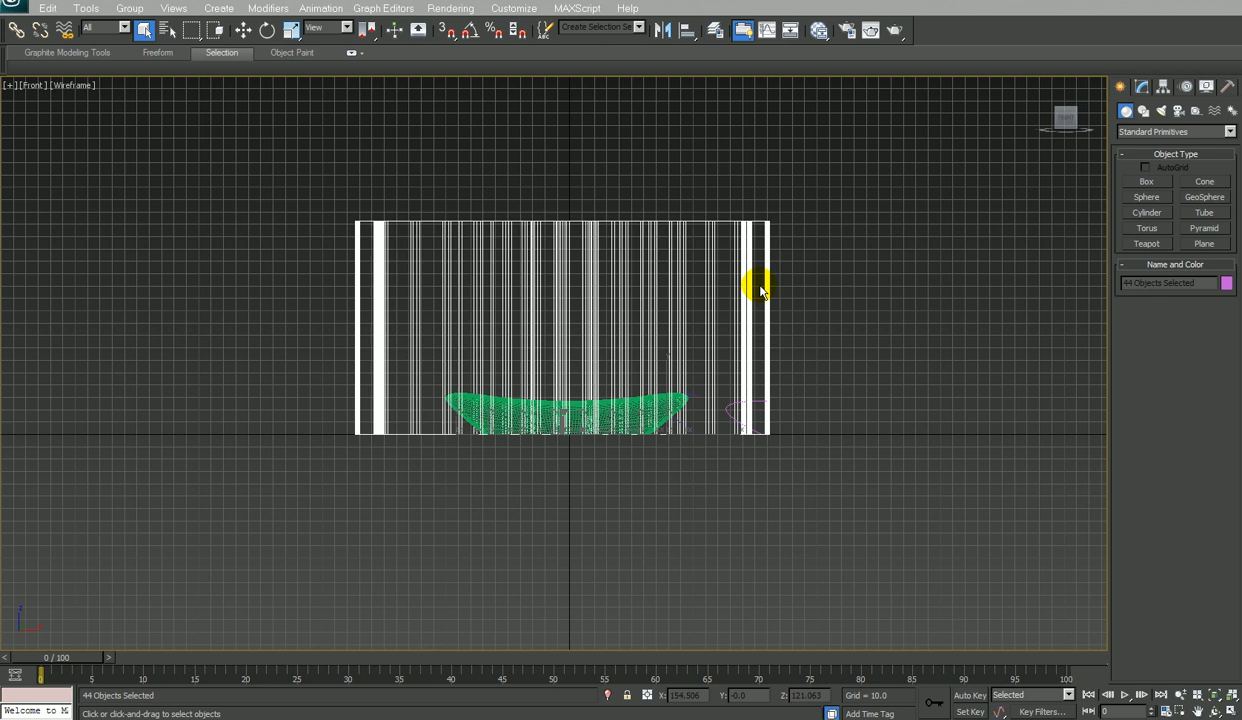 Edit Tools Group Views Create Modifiers Animation Graph Editors Rendering Customize MAXScript Help
All View Create Selection Se
Graphite Modeling Tools Freeform Selection Object Paint
[+][Front][Wireframe]
FRONT
Standard Primitives
- Object Type
AutoGrid
Box Cone
Sphere GeoSphere
Cylinder Tube
Torus Pyramid
Teapot Plane
- Name and Color
44 Objects Selected
z
< 0 / 100 >
0 5 10 15 20 25 30 35 40 45 50 55 60 65 70 75 80 85 90 95 100
44 Objects Selected X: 154.506 Y: -0.0 Z: 121.063 Grid = 10.0 Auto Key Selected
Welcome to M Click or click-and-drag to select objects Add Time Tag Set Key Key Filters... 0